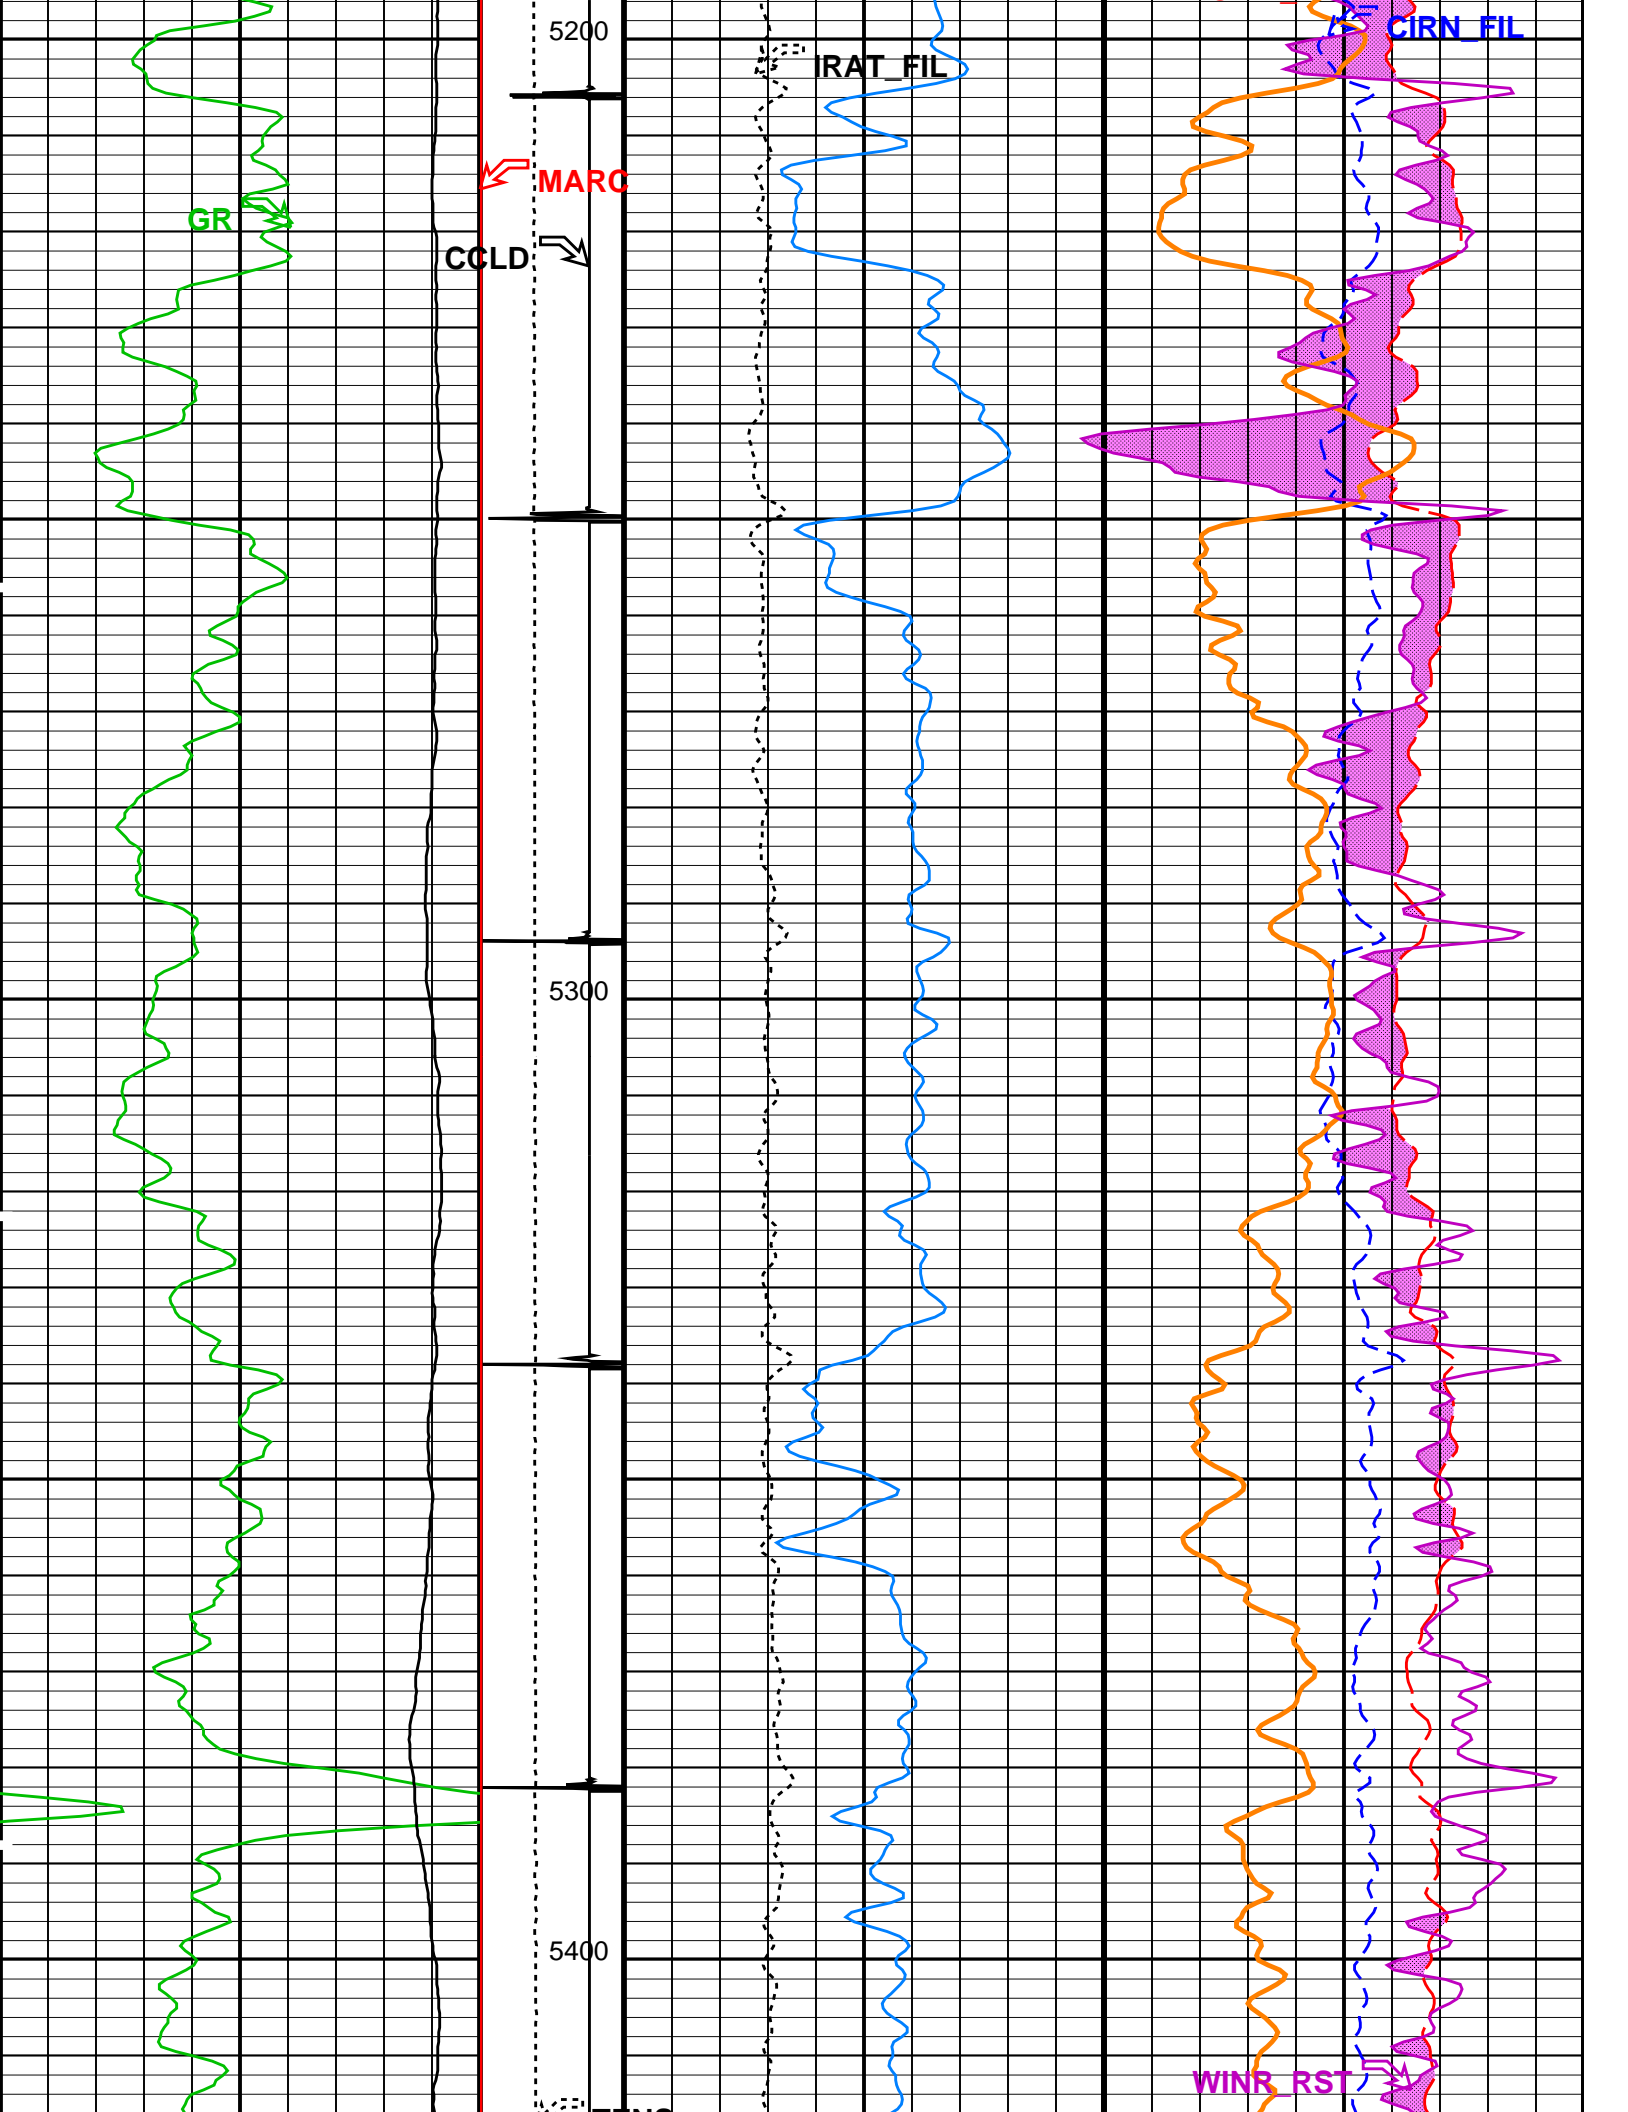 5200
CIRN_FIL
IRAT_FIL
MARC
GR
CCLD
5300
5400
WINR_RST